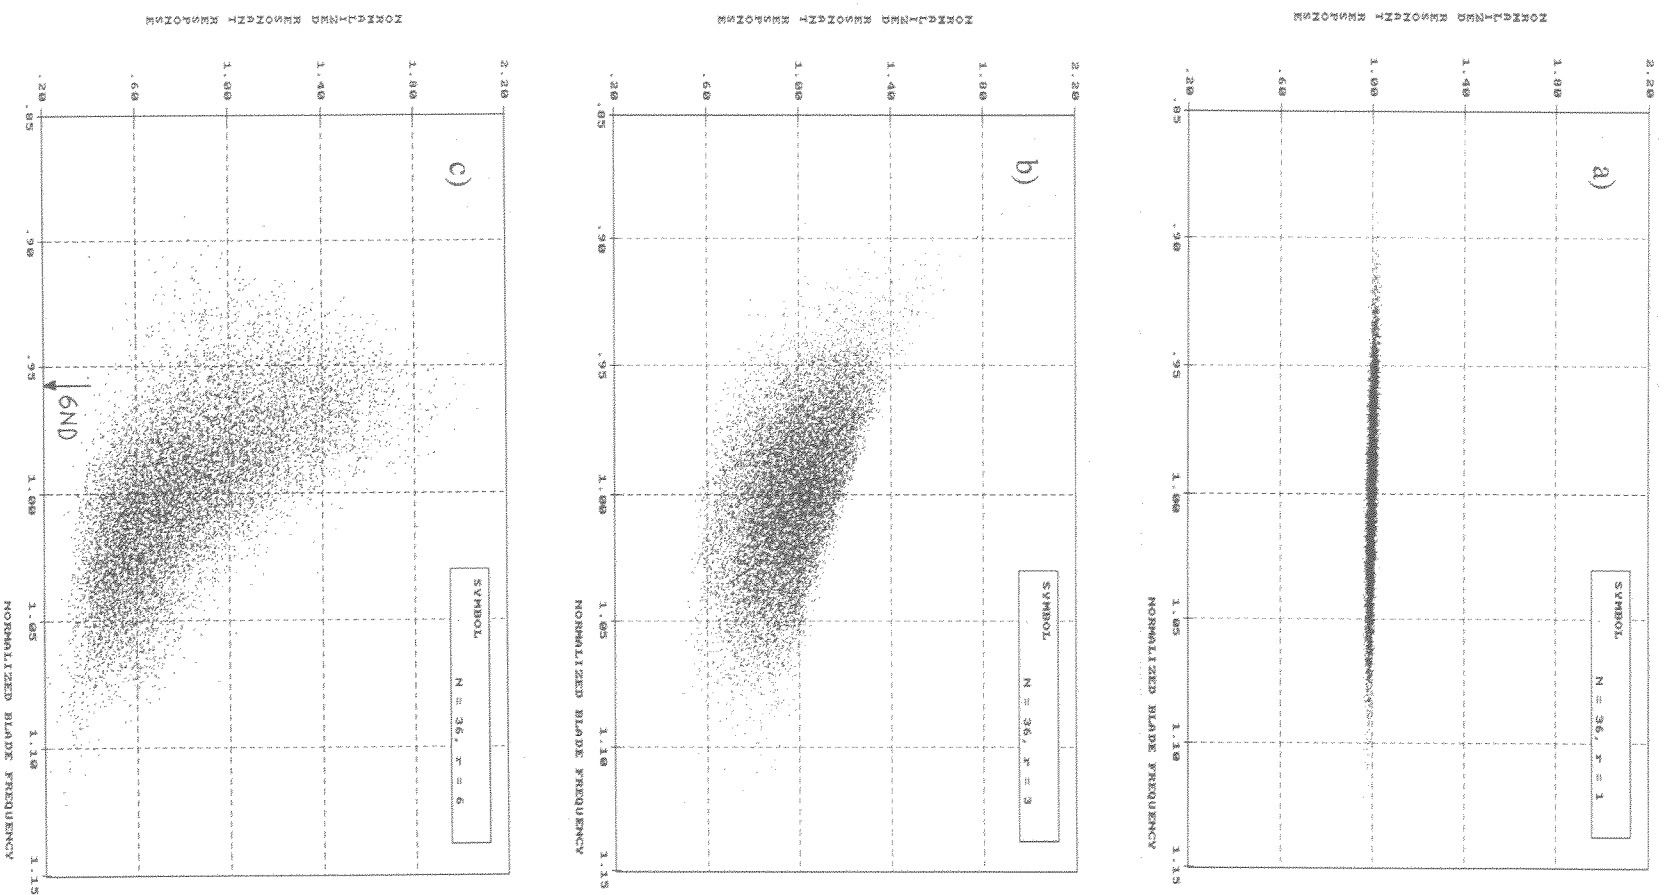 NORMALIZED RESONANT RESPONSE
2.20
1.80
1.40
1.00
.60
.20
a)
SYMBOL
N = 36, r = 1
.85 .90 .95 1.00 1.05 1.10 1.15
NORMALIZED BLADE FREQUENCY
NORMALIZED RESONANT RESPONSE
2.20
1.80
1.40
1.00
.60
.20
b)
SYMBOL
N = 36, r = 3
.85 .90 .95 1.00 1.05 1.10 1.15
NORMALIZED BLADE FREQUENCY
NORMALIZED RESONANT RESPONSE
2.20
1.80
1.40
1.00
.60
.20
c)
SYMBOL
N = 36, r = 6
6ND
.85 .90 .95 1.00 1.05 1.10 1.15
NORMALIZED BLADE FREQUENCY